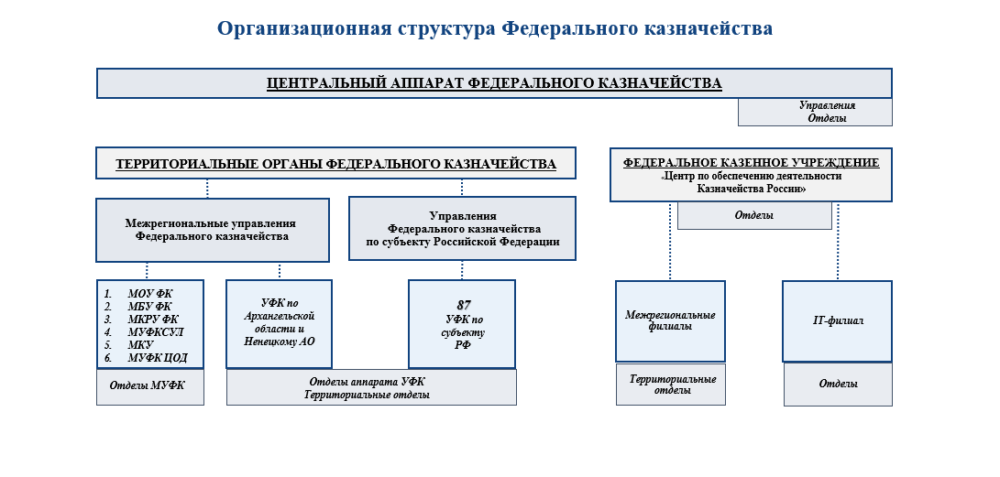 Организационная структура Федерального казначейства
ЦЕНТРАЛЬНЫЙ АППАРАТ ФЕДЕРАЛЬНОГО КАЗНАЧЕЙСТВА
Управления
Отделы
ТЕРРИТОРИАЛЬНЫЕ ОРГАНЫ ФЕДЕРАЛЬНОГО КАЗНАЧЕЙСТВА
Межрегиональные управления
Федерального казначейства
Управления
Федерального казначейства
по субъекту Российской Федерации
1. МОУ ФК
2. МБУ ФК
3. МКРУ ФК
4. МУФКСУЛ
5. МКУ
6. МУФК ЦОД
Отделы МУФК
УФК по
Архангельской
области и
Ненецкому АО
87
УФК по
субъекту
РФ
Отделы аппарата УФК
Территориальные отделы
ФЕДЕРАЛЬНОЕ КАЗЕННОЕ УЧРЕЖДЕНИЕ
«Центр по обеспечению деятельности
Казначейства России»
Отделы
Межрегиональные
филиалы
Территориальные
отделы
IT-филиал
Отделы